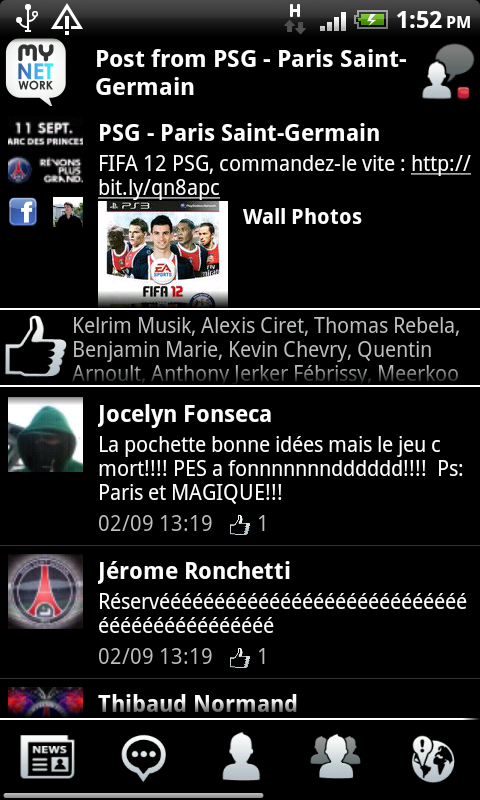 H
1:52 PM
MY
NET
WORK
Post from PSG - Paris Saint-
Germain
11 SEPT.
ARC DES PRINCES
RÊVONS
PLUS
GRAND.
PSG - Paris Saint-Germain
FIFA 12 PSG, commandez-le vite : http://
bit.ly/qn8apc
PS3
EA
SPORTS
FIFA 12
Wall Photos
Kelrim Musik, Alexis Ciret, Thomas Rebela,
Benjamin Marie, Kevin Chevry, Quentin
Arnoult, Anthony Jerker Fébrissy, Meerkoo
Jocelyn Fonseca
La pochette bonne idées mais le jeu c
mort!!!! PES a fonnnnnnndddddd!!!!  Ps:
Paris et MAGIQUE!!!
02/09 13:19 1
Jérome Ronchetti
Réservéééééééééééééééééééééééééééé
éééééééééééééééé
02/09 13:19 1
Thibaud Normand
NEWS